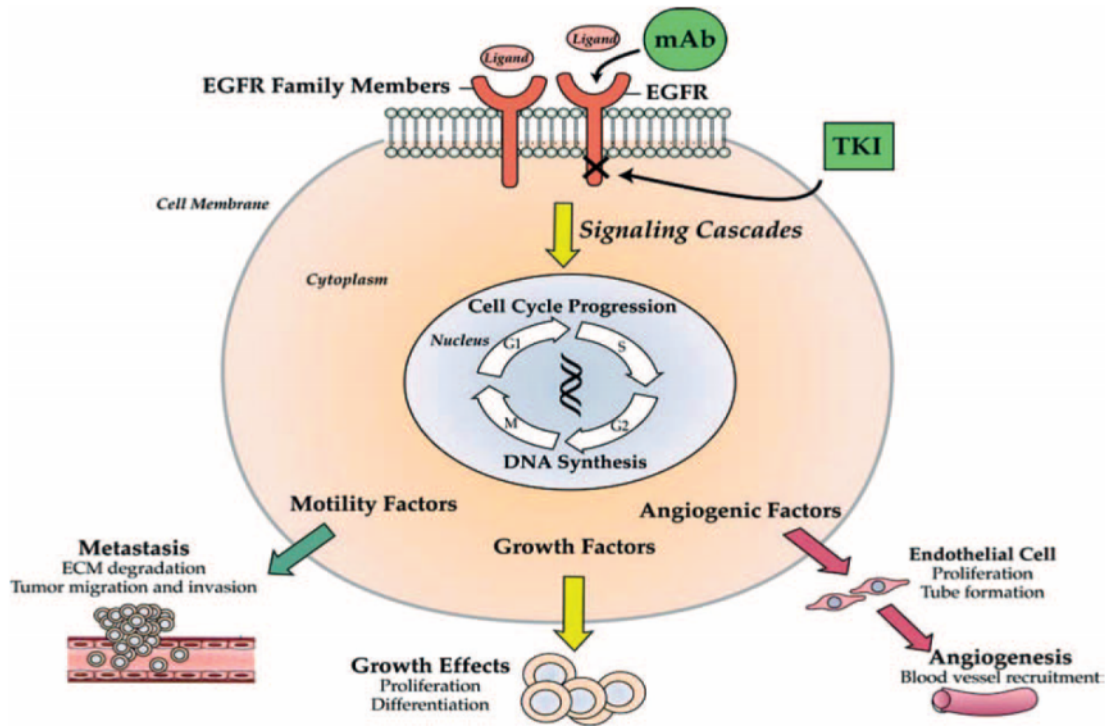 Ligand
Ligand
mAb
EGFR Family Members
EGFR
TKI
Cell Membrane
Signaling Cascades
Cytoplasm
Cell Cycle Progression
Nucleus
G1
S
M
G2
DNA Synthesis
Motility Factors
Angiogenic Factors
Growth Factors
Metastasis
ECM degradation
Tumor migration and invasion
Endothelial Cell
Proliferation
Tube formation
Growth Effects
Proliferation
Differentiation
Angiogenesis
Blood vessel recruitment